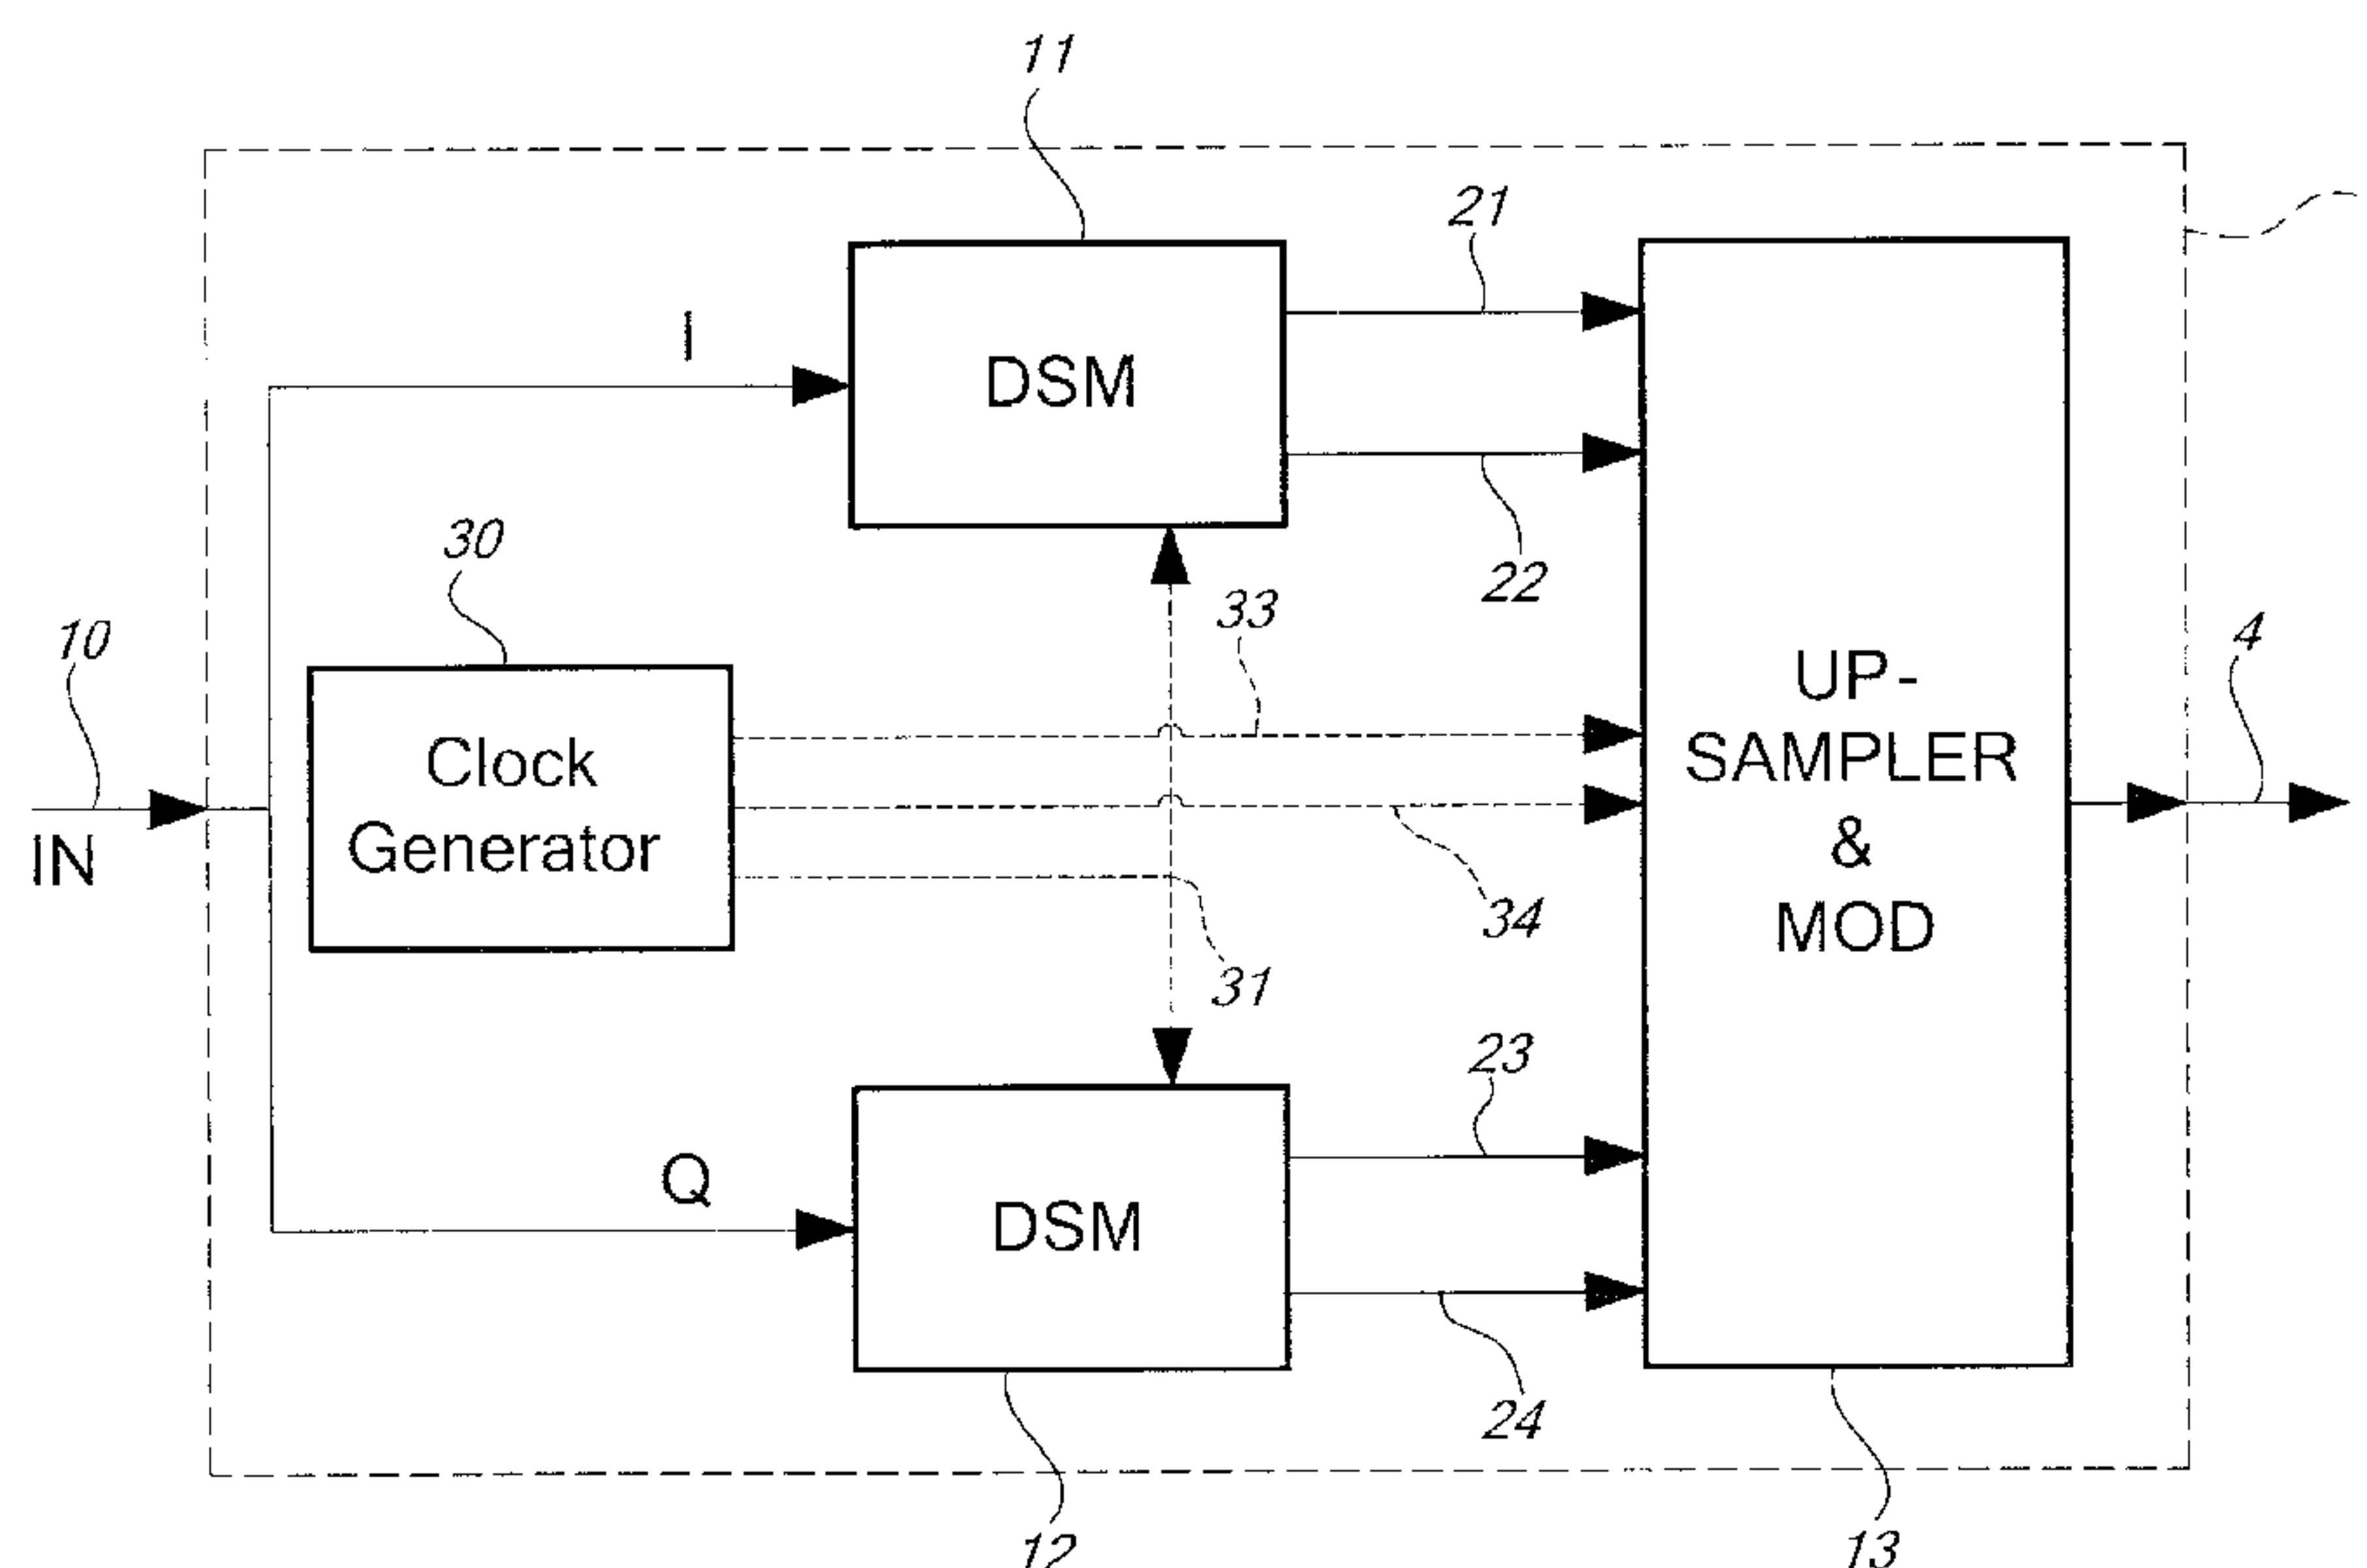 11
21
I
DSM
22
30
33
10
Clock
Generator
IN
UP-
SAMPLER
&
MOD
4
34
31
23
Q
DSM
24
12
13